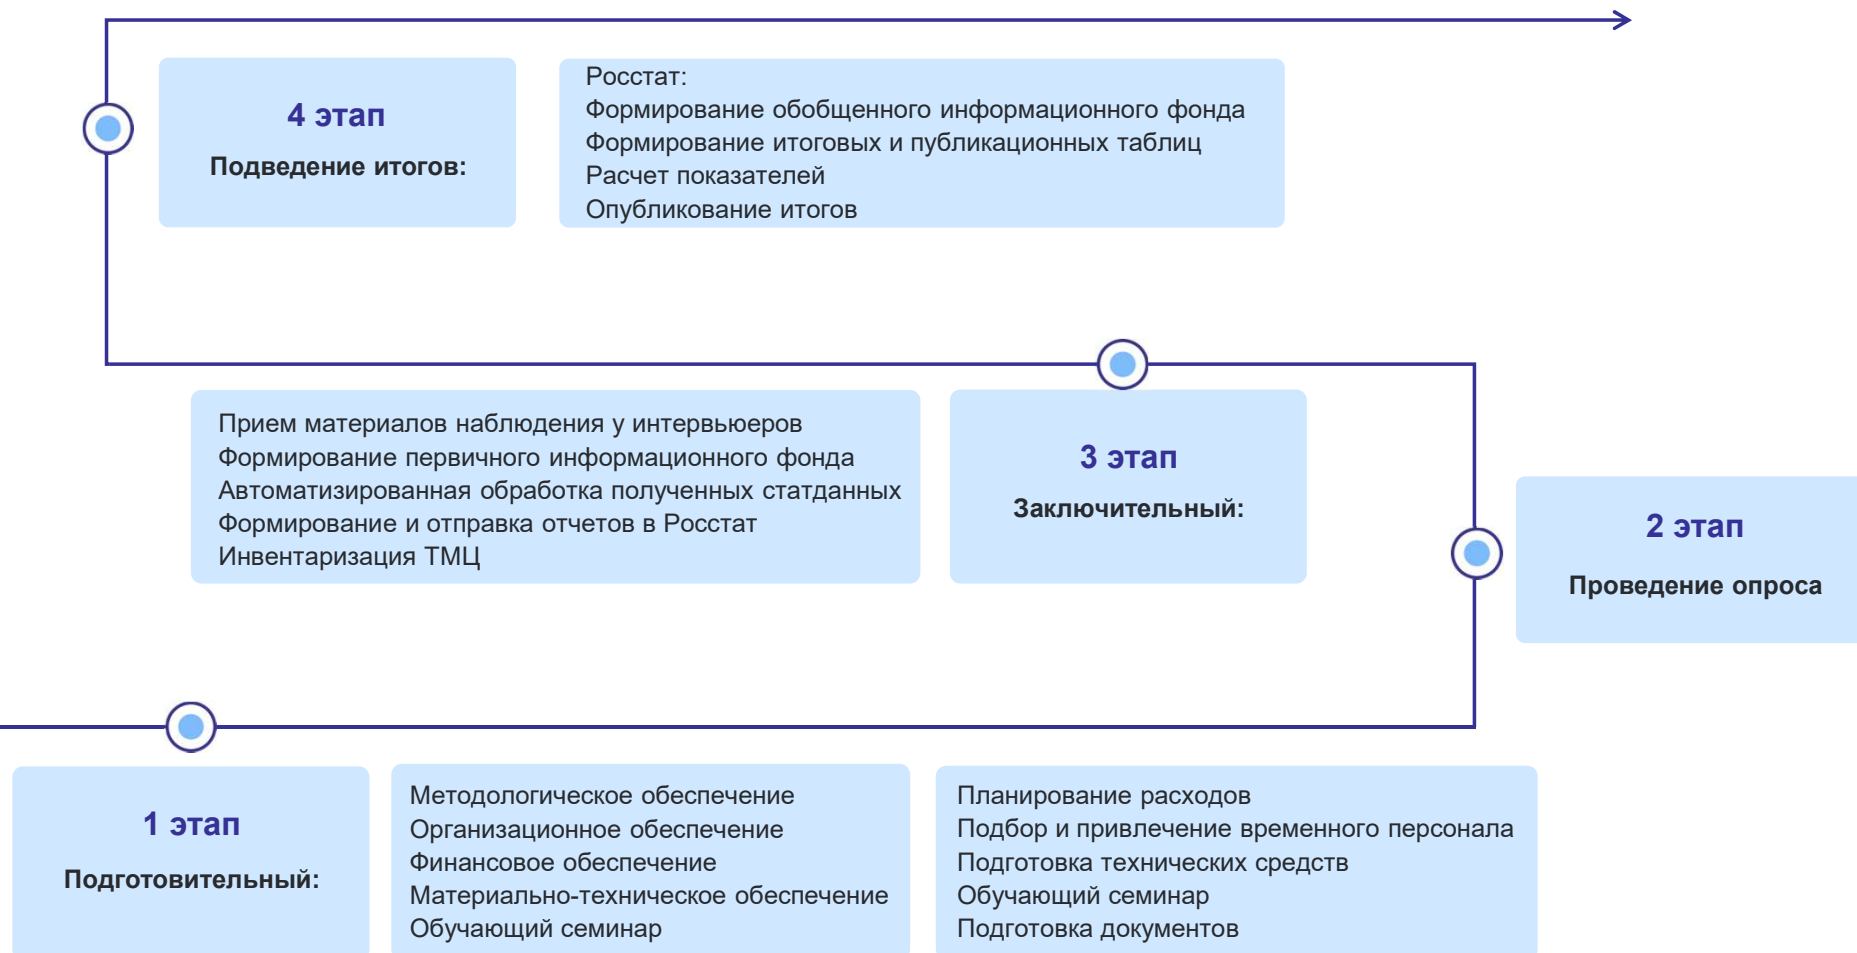 4 этап
Подведение итогов:
Росстат:
Формирование обобщенного информационного фонда
Формирование итоговых и публикационных таблиц
Расчет показателей
Опубликование итогов
Прием материалов наблюдения у интервьюеров
Формирование первичного информационного фонда
Автоматизированная обработка полученных статданных
Формирование и отправка отчетов в Росстат
Инвентаризация ТМЦ
3 этап
Заключительный:
2 этап
Проведение опроса
1 этап
Подготовительный:
Методологическое обеспечение
Организационное обеспечение
Финансовое обеспечение
Материально-техническое обеспечение
Обучающий семинар
Планирование расходов
Подбор и привлечение временного персонала
Подготовка технических средств
Обучающий семинар
Подготовка документов